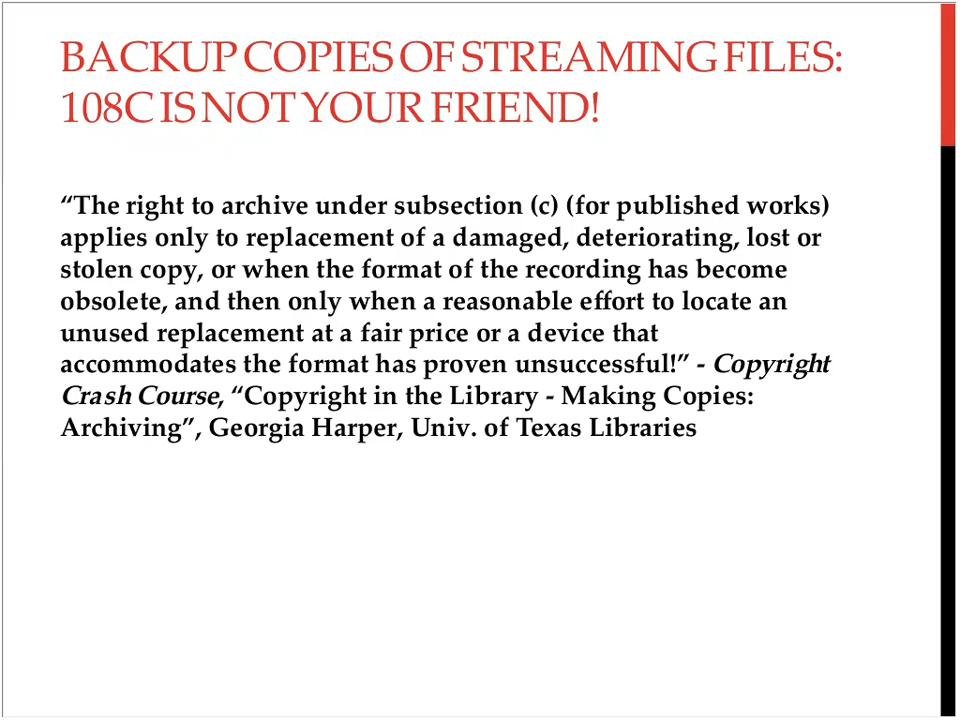 BACKUP COPIES OF STREAMING FILES:
108C IS NOT YOUR FRIEND!
“The right to archive under subsection (c) (for published works)
applies only to replacement of a damaged, deteriorating, lost or
stolen copy, or when the format of the recording has become
obsolete, and then only when a reasonable effort to locate an
unused replacement at a fair price or a device that
accommodates the format has proven unsuccessful!” - Copyright
Crash Course, “Copyright in the Library - Making Copies:
Archiving”, Georgia Harper, Univ. of Texas Libraries